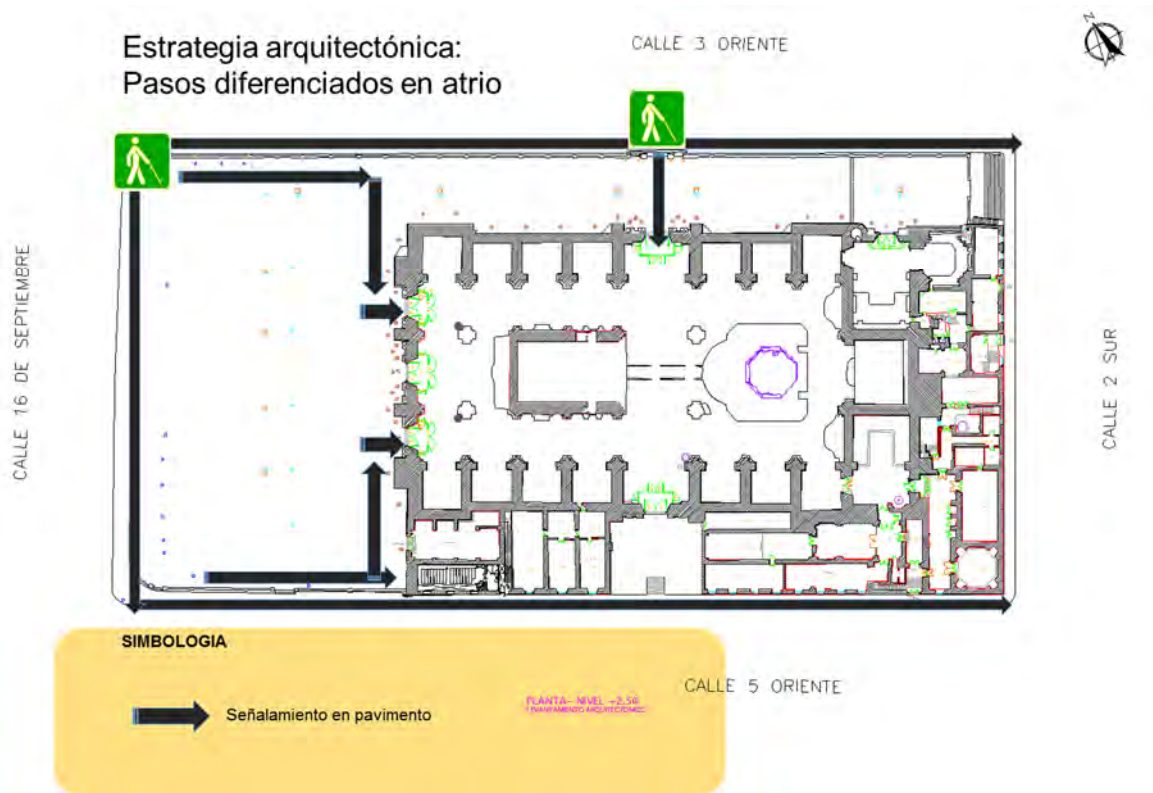 Estrategia arquitectónica:
Pasos diferenciados en atrio
CALLE 3 ORIENTE
N
CALLE 16 DE SEPTIEMBRE
CALLE 2 SUR
SIMBOLOGIA
Señalamiento en pavimento
PLANTA- NIVEL +2,56
CALLE 5 ORIENTE